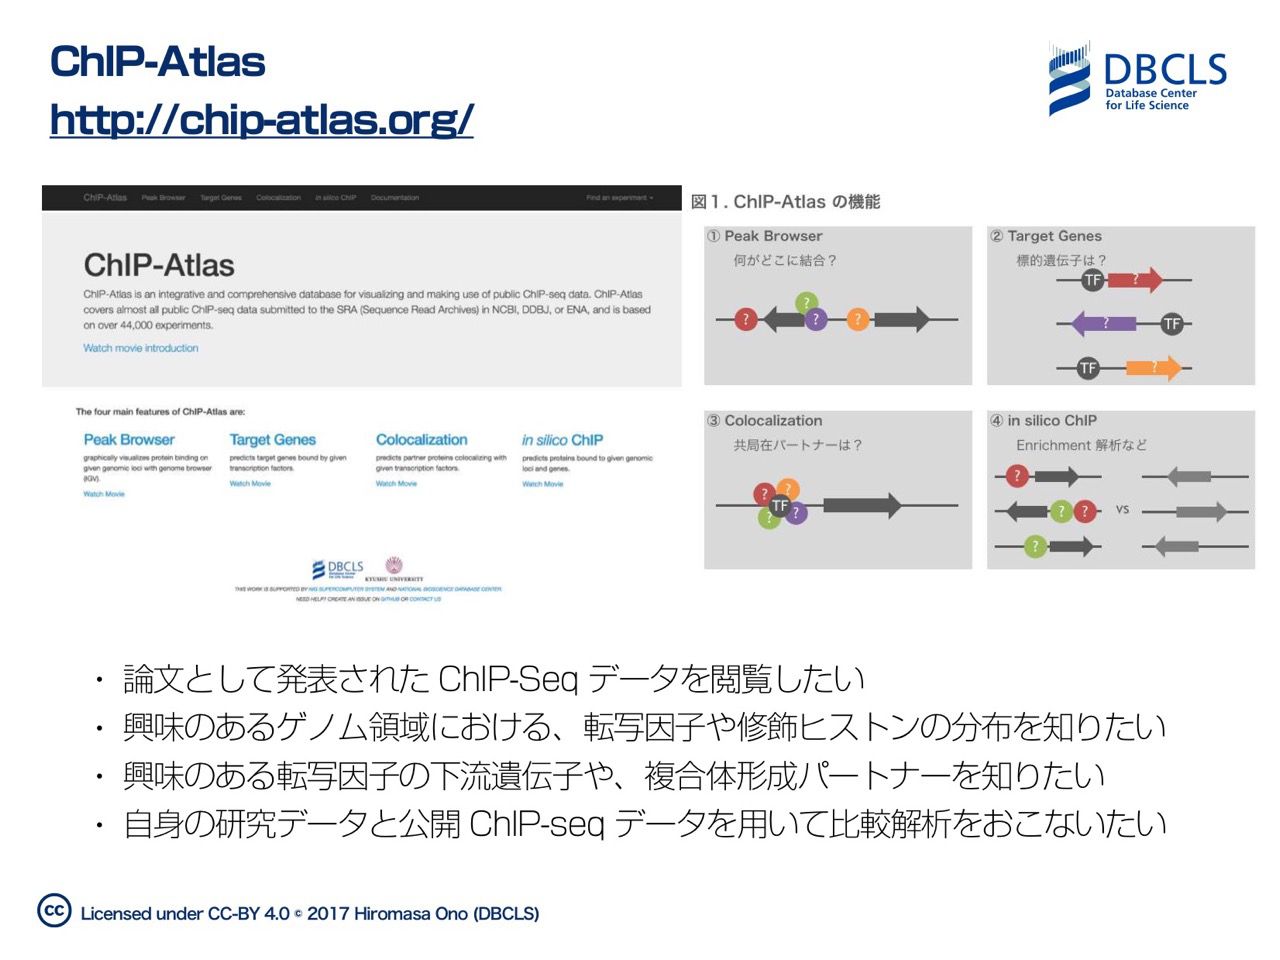 ChIP-Atlas
http://chip-atlas.org/
DBCLS
Database Center
for Life Science
ChIP-Atlas Peak Browser Target Genes Colocalization in silico ChIP Documentation Find an experiment
ChIP-Atlas
ChIP-Atlas is an integrative and comprehensive database for visualizing and making use of public ChIP-seq data. ChIP-Atlas
covers almost all public ChIP-seq data submitted to the SRA (Sequence Read Archives) in NCBI, DDBJ, or ENA, and is based
on over 44,000 experiments.
Watch movie introduction
The four main features of ChIP-Atlas are:
Peak Browser
graphically visualizes protein binding on
given genomic loci with genome browser
(IGV).
Watch Movie
Target Genes
predicts target genes bound by given
transcription factors.
Watch Movie
Colocalization
predicts partner proteins colocalizing with
given transcription factors.
Watch Movie
in silico ChIP
predicts proteins bound to given genomic
loci and genes.
Watch Movie
DBCLS
Database Center
for Life Science
KYUSHU UNIVERSITY
THIS WORK IS SUPPORTED BY NIG SUPERCOMPUTER SYSTEM AND NATIONAL BIOSCIENCE DATABASE CENTER.
NEED HELP? CREATE AN ISSUE ON GITHUB OR CONTACT US
図1. ChIP-Atlas の機能
① Peak Browser
何がどこに結合?
? ? ? ?
② Target Genes
標的遺伝子は?
TF ?
? TF
TF ?
③ Colocalization
共局在パートナーは?
? ? TF ? ?
④ in silico ChIP
Enrichment 解析など
?
? ? vs
?
・ 論文として発表された ChIP-Seq データを閲覧したい
・ 興味のあるゲノム領域における、転写因子や修飾ヒストンの分布を知りたい
・ 興味のある転写因子の下流遺伝子や、複合体形成パートナーを知りたい
・ 自身の研究データと公開 ChIP-seq データを用いて比較解析をおこないたい
cc Licensed under CC-BY 4.0 © 2017 Hiromasa Ono (DBCLS)